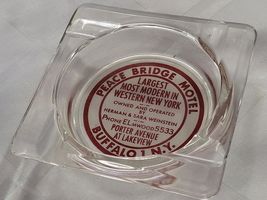 PEACE BRIDGE MOTEL
LARGEST
MOST MODERN IN
WESTERN NEW YORK
OWNED AND OPERATED
BY
HERMAN & SARA WEINSTEIN
PHONE ELMWOOD 5533
PORTER AVENUE
AT LAKEVIEW
BUFFALO 1 N.Y.